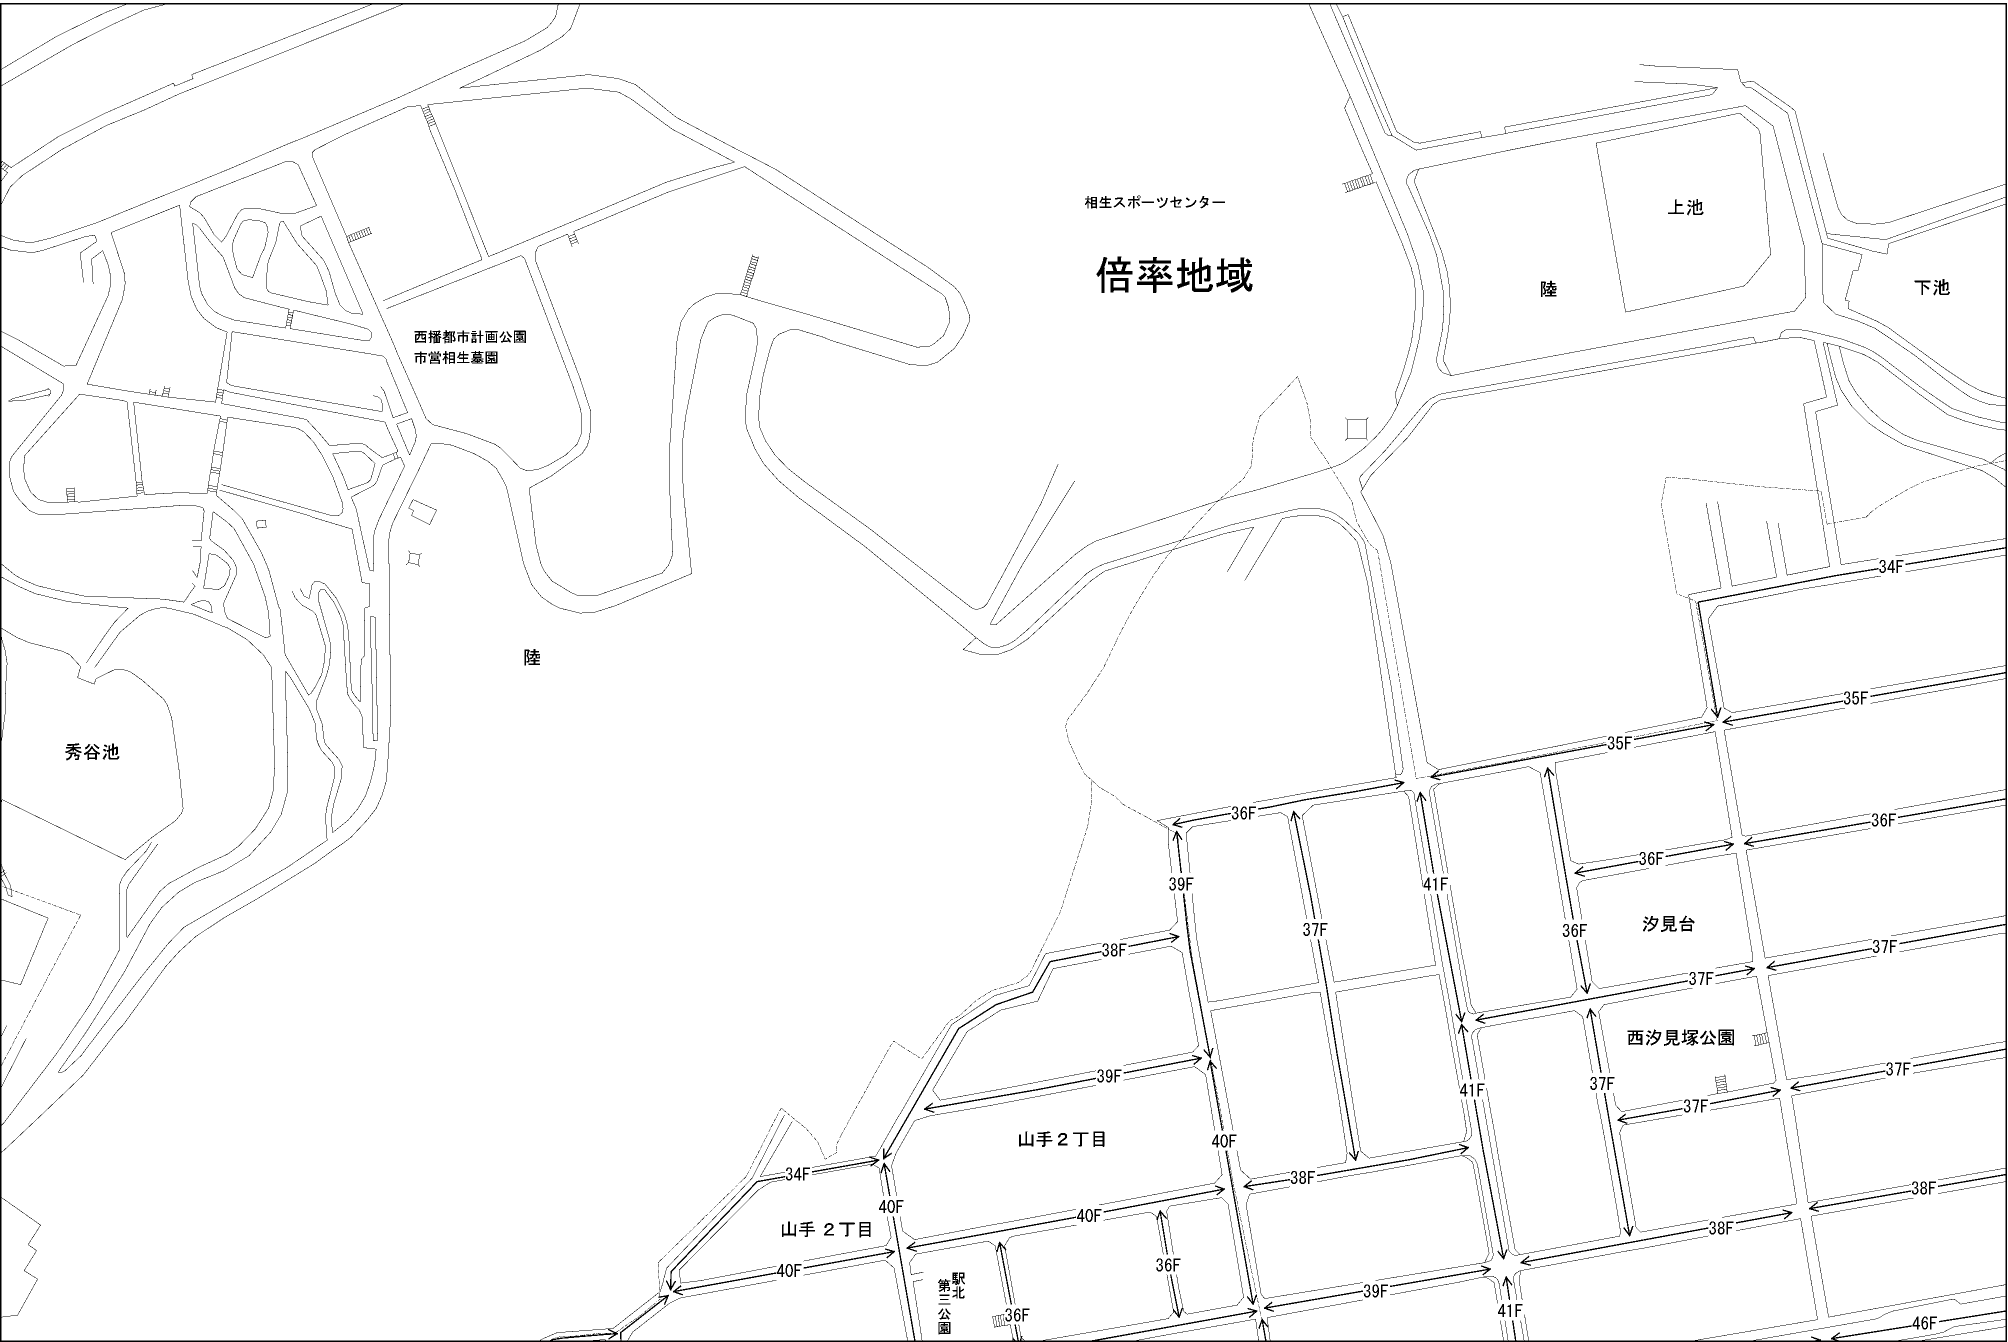 相生スポーツセンター
上池
倍率地域
陸
下池
西播都市計画公園
市営相生墓園
34F
陸
35F
秀谷池
35F
36F
36F
36F
39F
41F
汐見台
37F
36F
38F
37F
37F
西汐見塚公園
37F
39F
37F
41F
37F
山手２丁目
40F
34F
38F
38F
40F
40F
山手 ２丁目
38F
36F
40F
駅北
第三公園
39F
41F
36F
46F